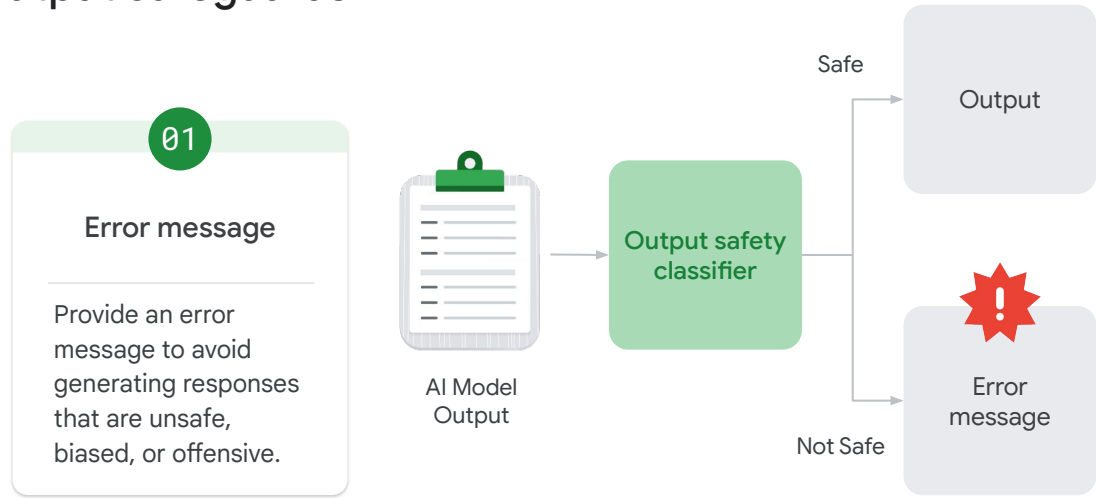 01
Error message
Provide an error
message to avoid
generating responses
that are unsafe,
biased, or offensive.
AI Model
Output
Output safety
classifier
Safe
Output
Not Safe
Error
message